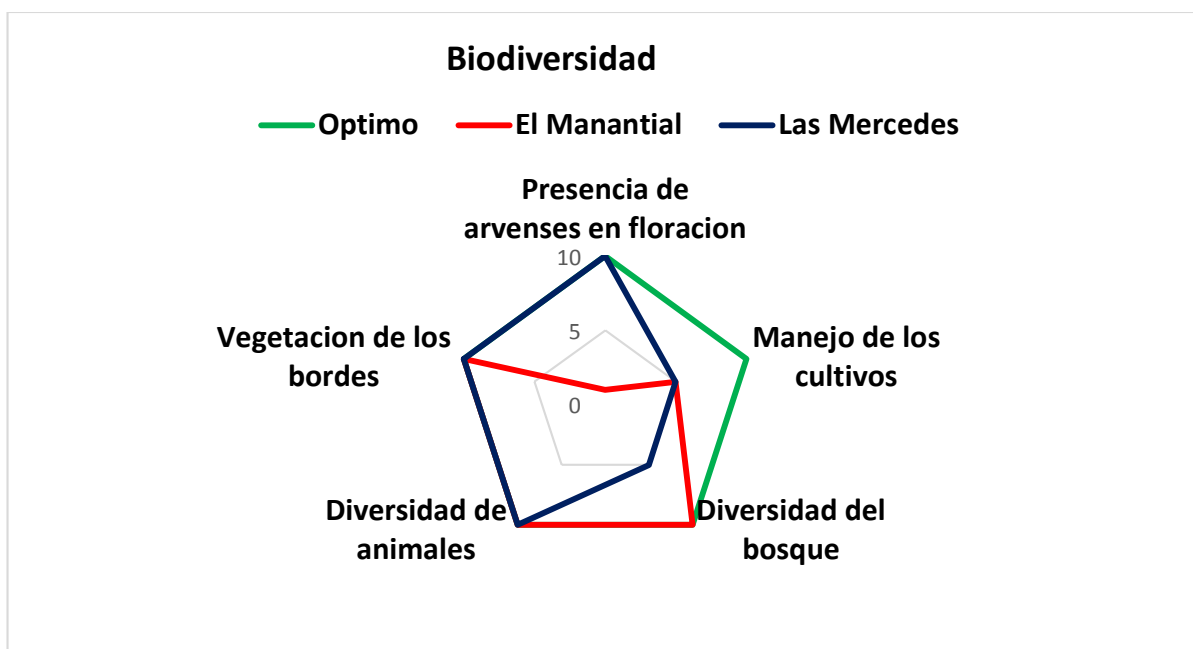 Biodiversidad
Optimo El Manantial Las Mercedes
Presencia de
arvenses en floracion
10
5
0
Manejo de los
cultivos
Diversidad del
bosque
Diversidad de
animales
Vegetacion de los
bordes